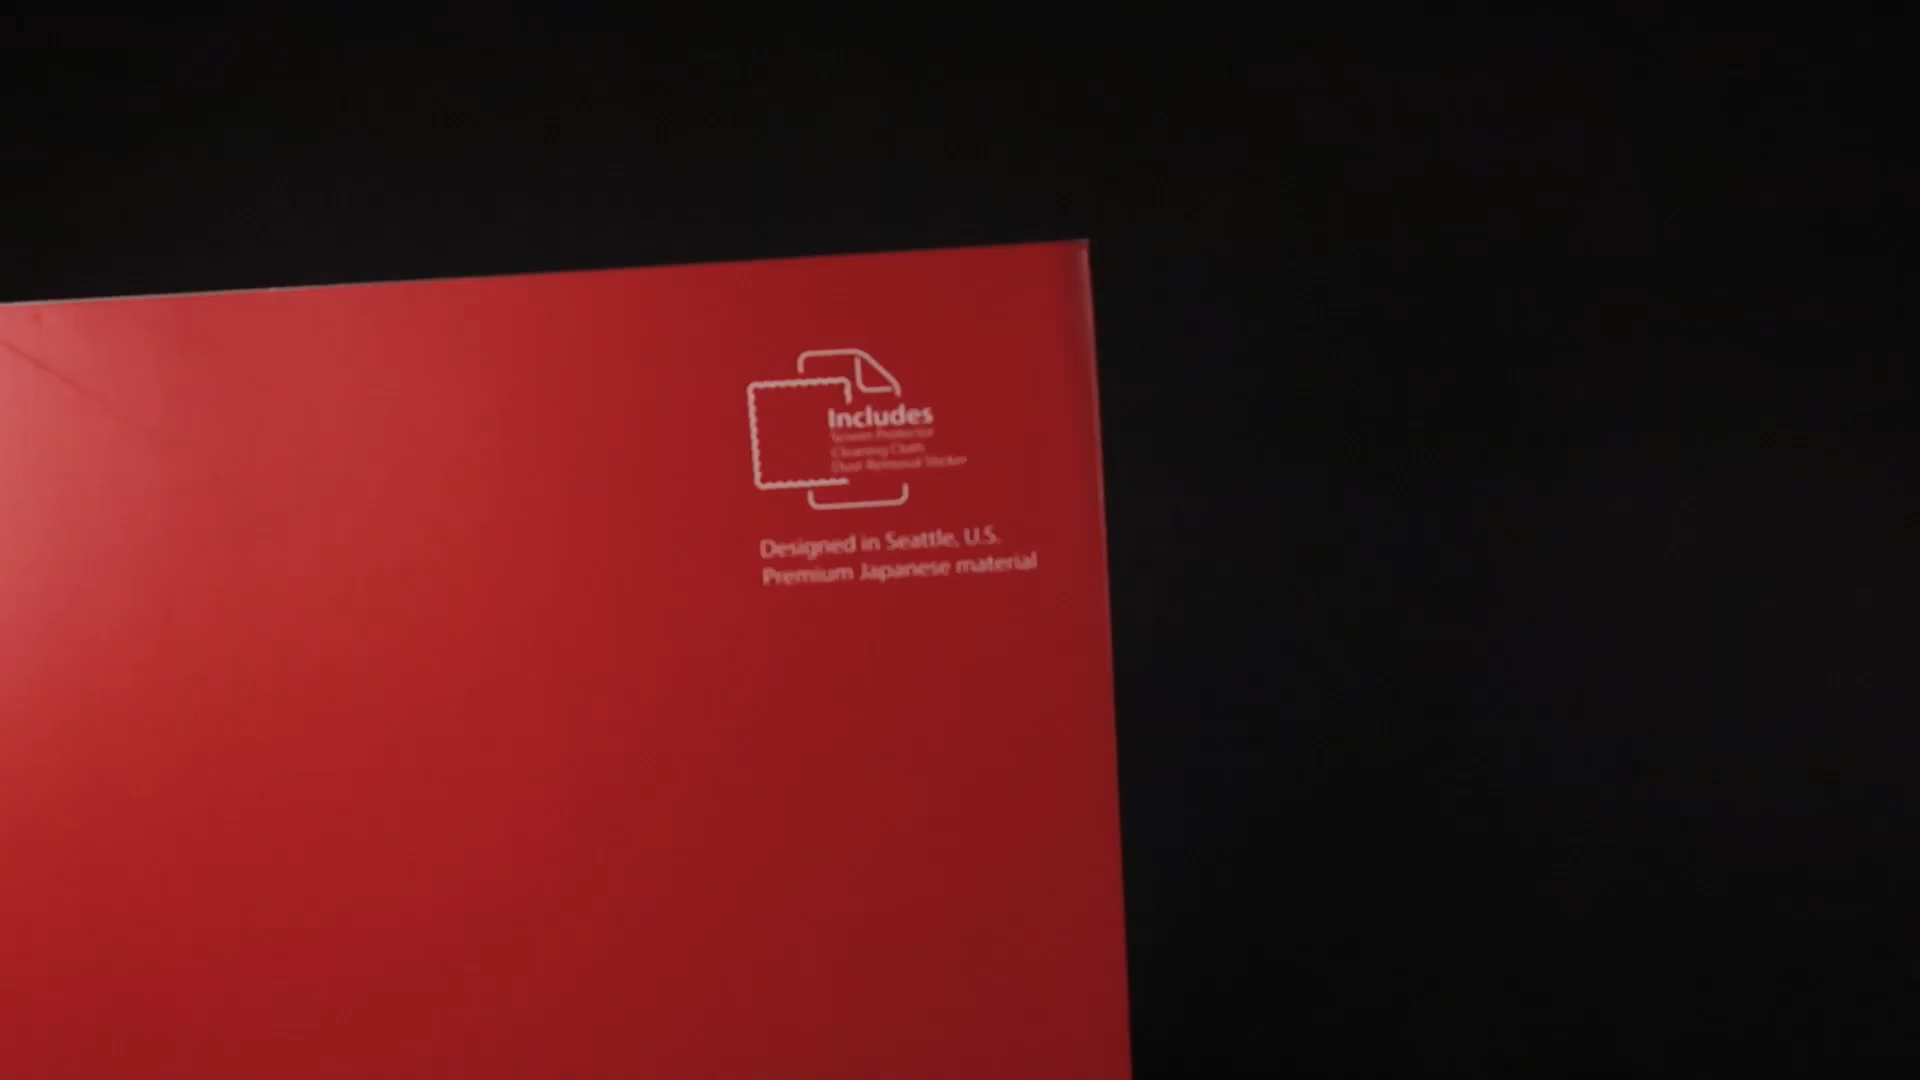 Includes
Screen Protector
Cleaning Cloth
Dust Removal Sticker
Designed in Seattle, U.S.
Premium Japanese material